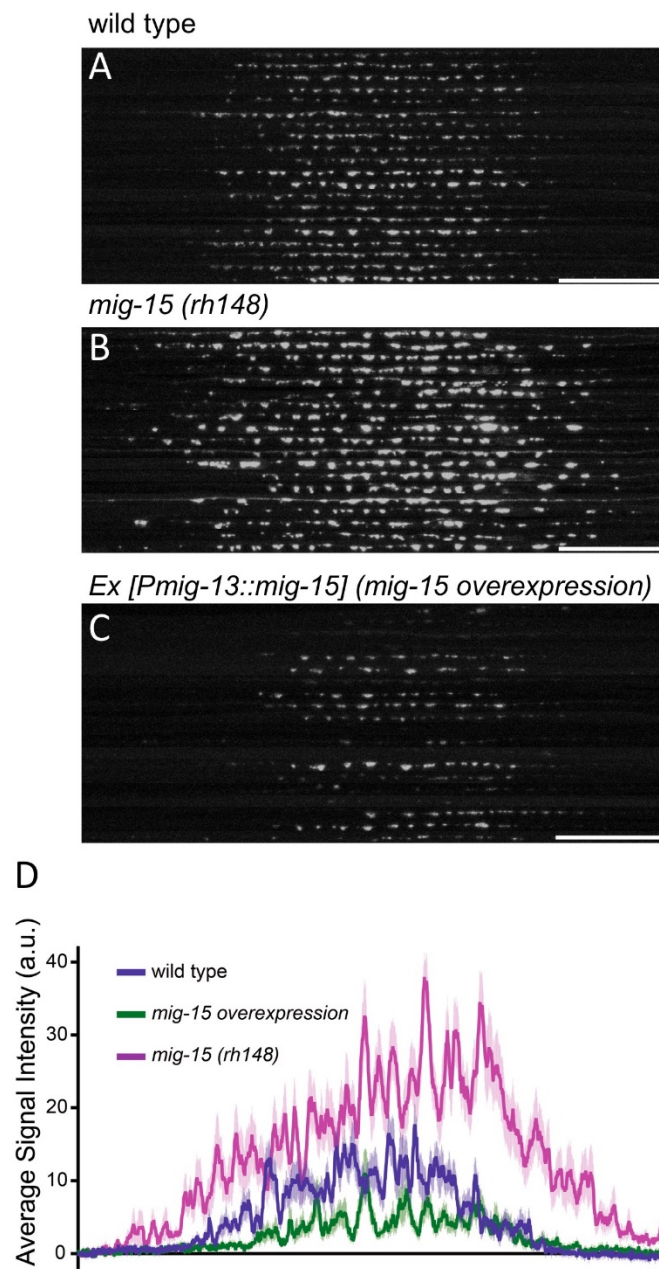 wild type
A
mig-15 (rh148)
B
Ex [Pmig-13::mig-15] (mig-15 overexpression)
C
D
Average Signal Intensity (a.u.)
40
30
20
10
0
wild type
mig-15 overexpression
mig-15 (rh148)